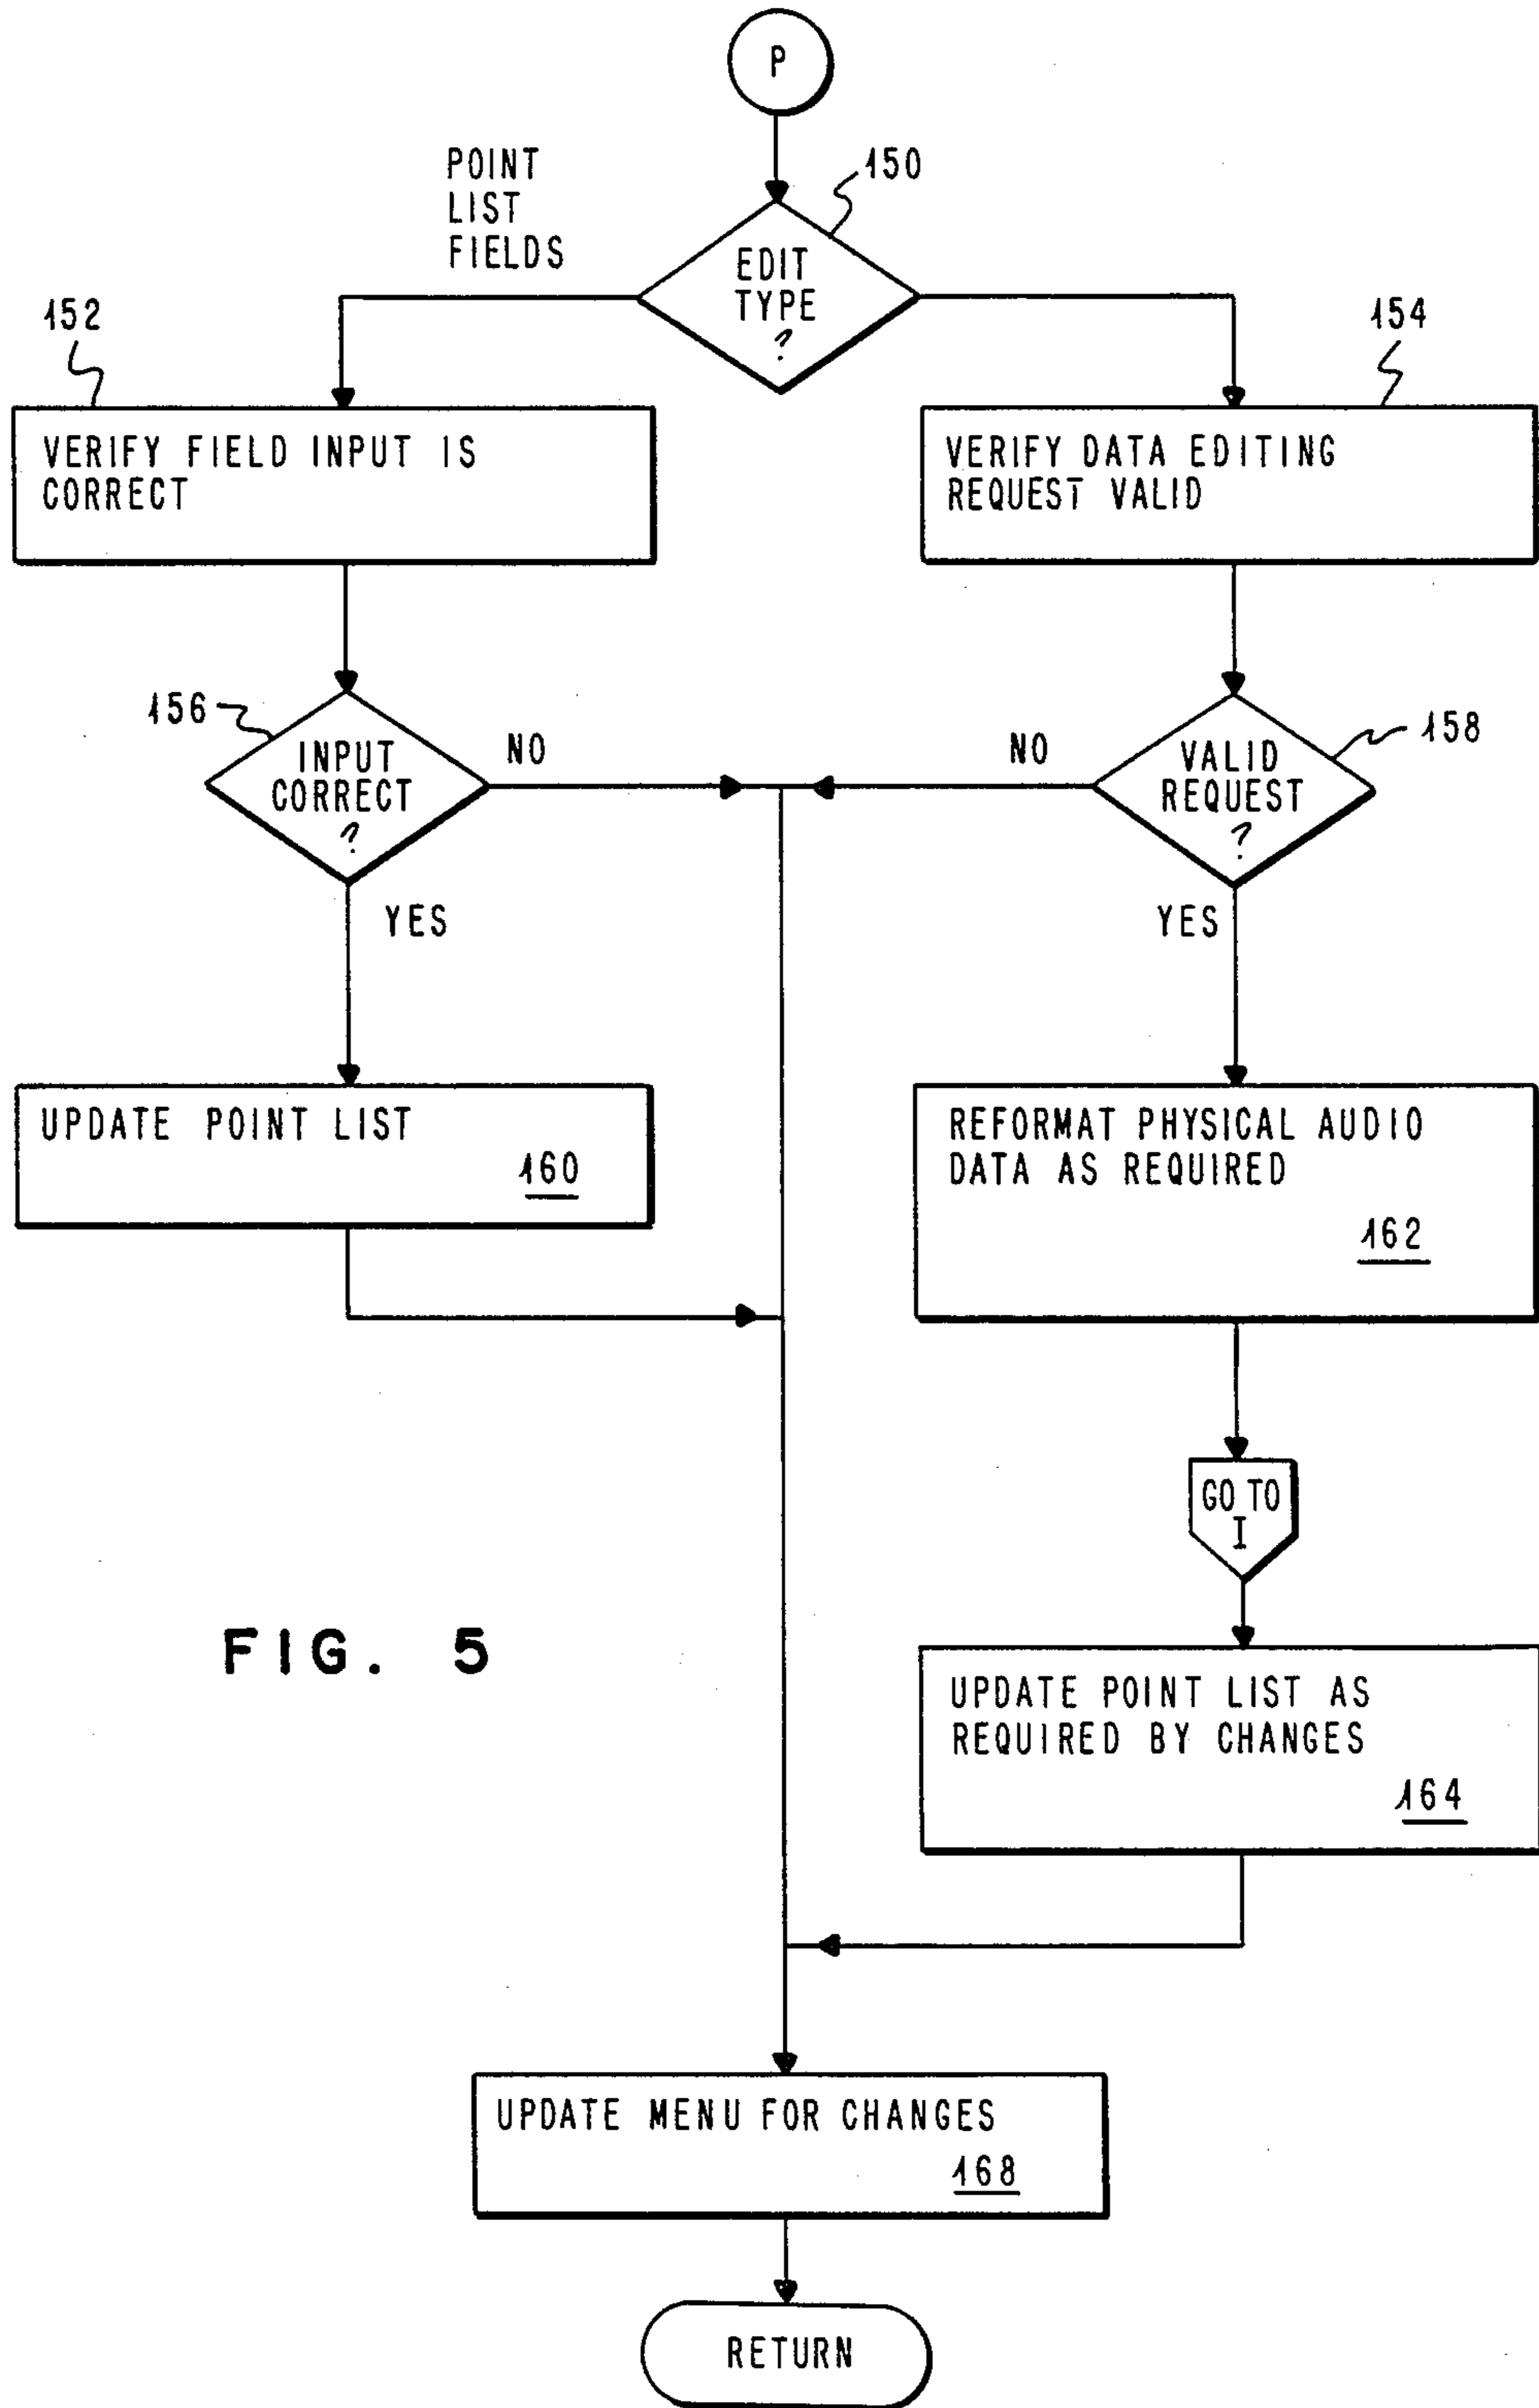 P
POINT
LIST
FIELDS
150
EDIT
TYPE
?
152
154
VERIFY FIELD INPUT IS
CORRECT
VERIFY DATA EDITING
REQUEST VALID
156
INPUT
CORRECT
?
NO
NO
VALID
REQUEST
?
158
YES
YES
UPDATE POINT LIST
160
REFORMAT PHYSICAL AUDIO
DATA AS REQUIRED
162
GO TO
I
FIG. 5
UPDATE POINT LIST AS
REQUIRED BY CHANGES
164
UPDATE MENU FOR CHANGES
168
RETURN